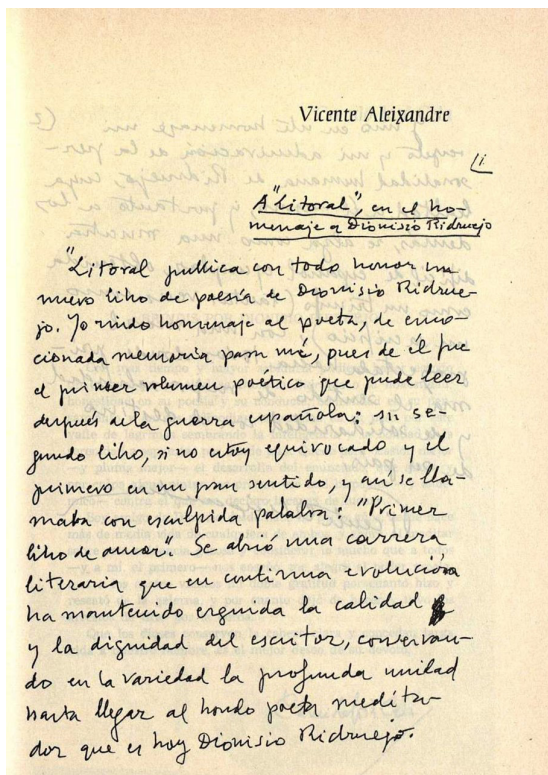 Vicente Aleixandre
A "Litoral", en el ho-
menaje a Dionisio Ridruejo
"Litoral publica con todo honor un
nuevo libro de poesía de Dionisio Ridrue-
jo. Yo rindo homenaje al poeta, de emo-
cionada memoria para mí, pues de él fue
el primer volumen poético que pude leer
después de la guerra española: su se-
gundo libro, si no estoy equivocado y el
primero en su pleno sentido, y así se lla-
maba con esculpida palabra: "Primer
libro de amor". Se abrió una carrera
literaria que en continua evolución
ha mantenido erguida la calidad
y la dignidad del escritor, conservan-
do en la variedad la profunda unidad
hasta llegar al hondo poeta medita-
dor que es hoy Dionisio Ridruejo.